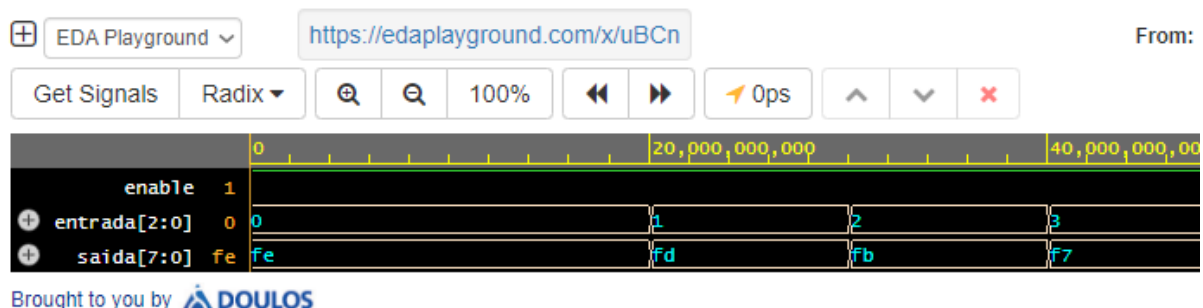 EDA Playground https://edaplayground.com/x/uBCn From:
Get Signals Radix 100% 0ps
0 20,000,000,000 40,000,000,00
enable 1
entrada[2:0] 0 0 1 2 3
saida[7:0] fe fe fd fb f7
Brought to you by DOULOS